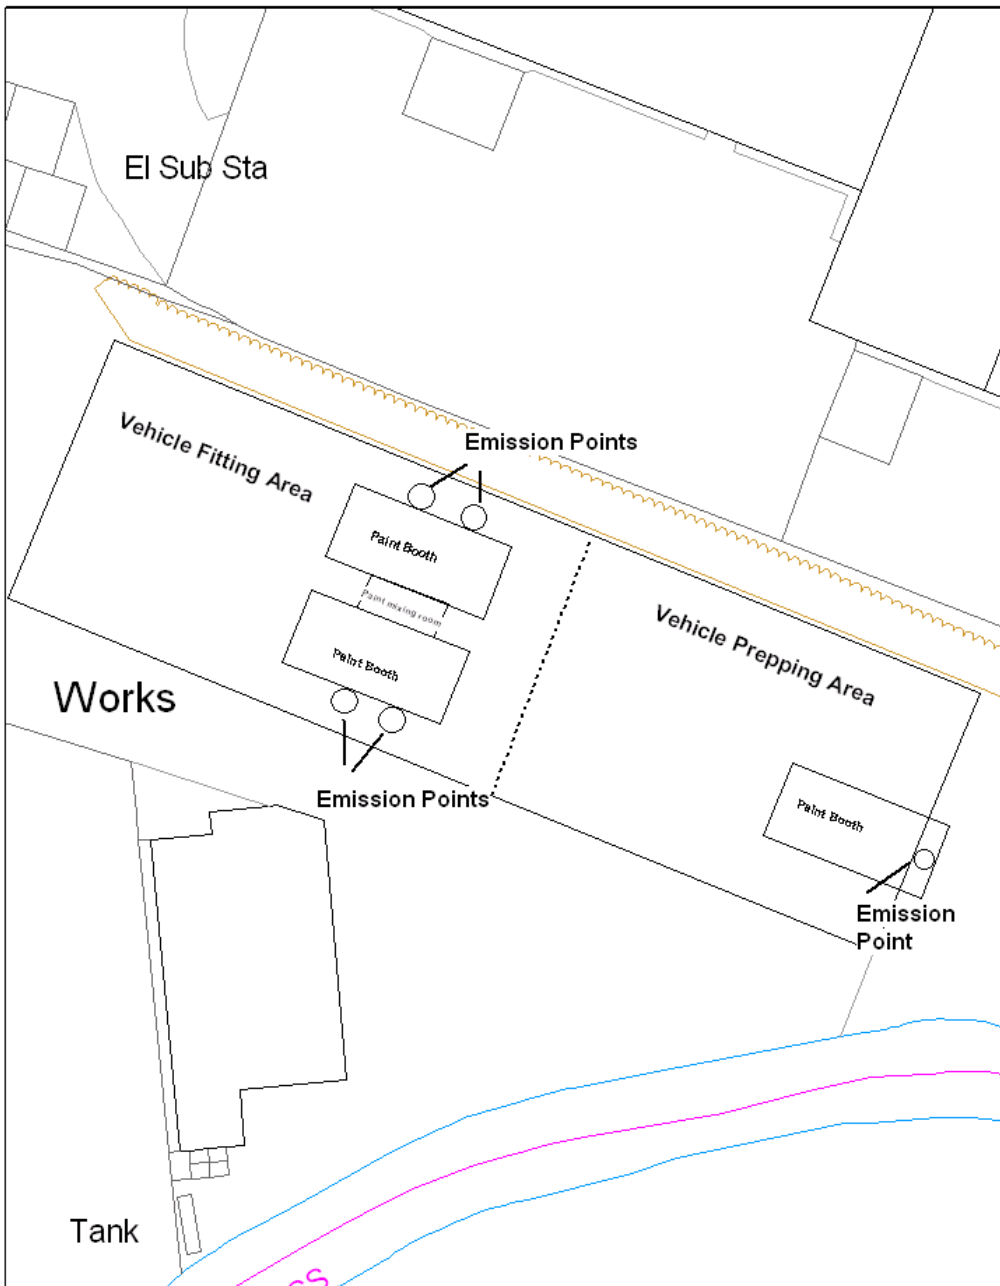 El Sub Sta
Vehicle Fitting Area
Emission Points
Paint Booth
Paint mixing room
Paint Booth
Vehicle Prepping Area
Works
Emission Points
Paint Booth
Emission
Point
Tank